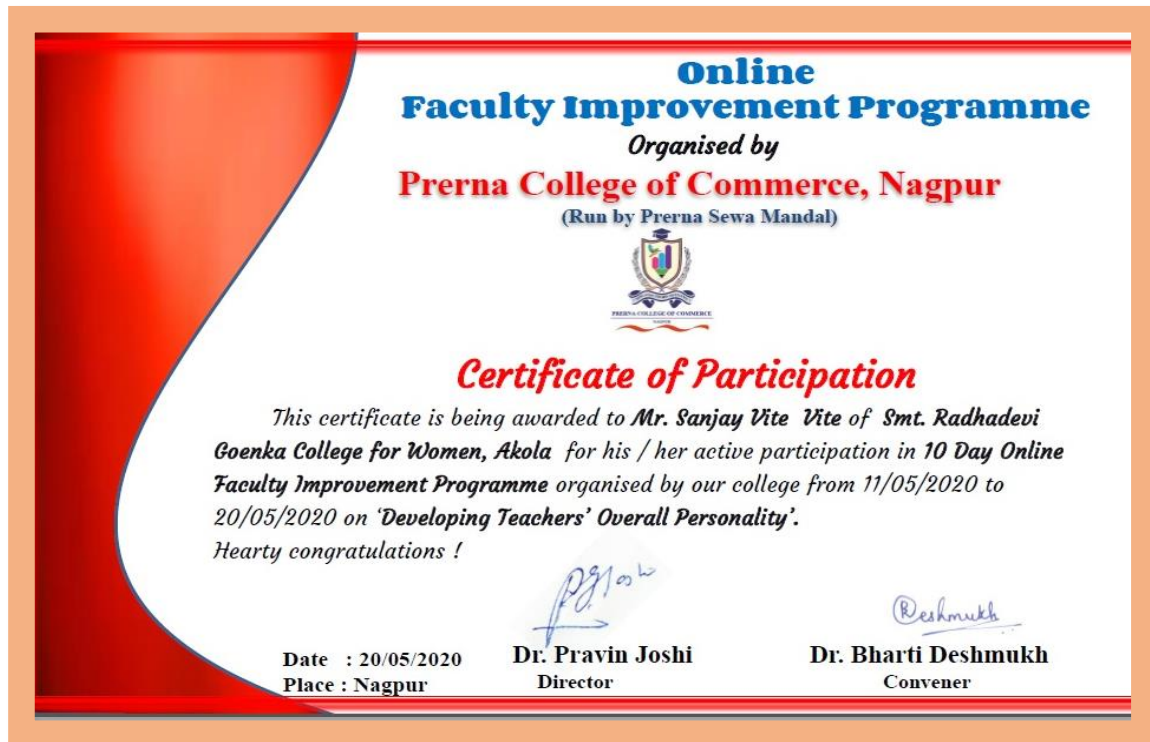 Online
Faculty Improvement Programme
Organised by
Prerna College of Commerce, Nagpur
(Run by Prerna Sewa Mandal)
PRERNA COLLEGE OF COMMERCE
NAGPUR
Certificate of Participation
This certificate is being awarded to Mr. Sanjay Vite Vite of Smt. Radhadevi
Goenka College for Women, Akola for his / her active participation in 10 Day Online
Faculty Improvement Programme organised by our college from 11/05/2020 to
20/05/2020 on ‘Developing Teachers’ Overall Personality’.
Hearty congratulations !
Deshmukh
Date : 20/05/2020 Dr. Pravin Joshi Dr. Bharti Deshmukh
Place : Nagpur Director Convener